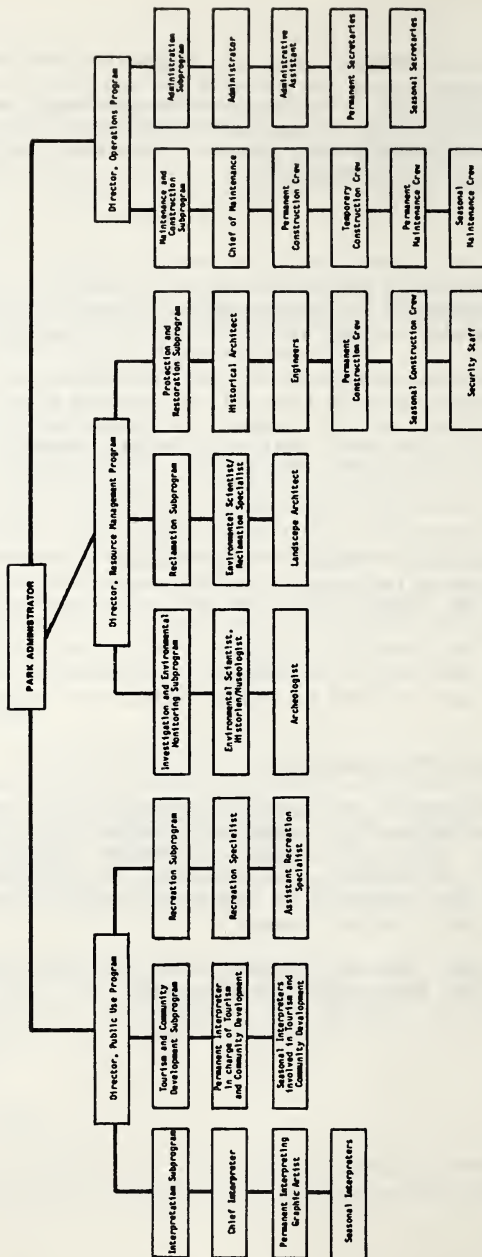 PARK ADMINISTRATOR
Director, Public Use Program
Interpretation Subprogram
Chief Interpreter
Permanent Interpreting
Graphic Artist
Seasonal Interpreters
Tourism and Community
Development Subprogram
Permanent Interpreter
in charge of Tourism
and Community Development
Seasonal Interpreters
involved in Tourism and
Community Development
Recreation Subprogram
Recreation Specialist
Assistant Recreation
Specialist
Director, Resource Management Program
Investigation and Environmental
Monitoring Subprogram
Environmental Scientist,
Historian/Museologist
Archeologist
Reclamation Subprogram
Environmental Scientist/
Reclamation Specialist
Landscape Architect
Protection and
Restoration Subprogram
Historical Architect
Engineers
Permanent
Construction Crew
Seasonal Construction Crew
Security Staff
Director, Operations Program
Maintenance and
Construction
Subprogram
Chief of Maintenance
Permanent
Construction Crew
Temporery
Construction Crew
Permanent
Maintenance Crew
Seasonal
Maintenance Crew
Administration
Subprogram
Administrator
Administrative
Assistant
Permanent Secretaries
Seasonal Secretaries